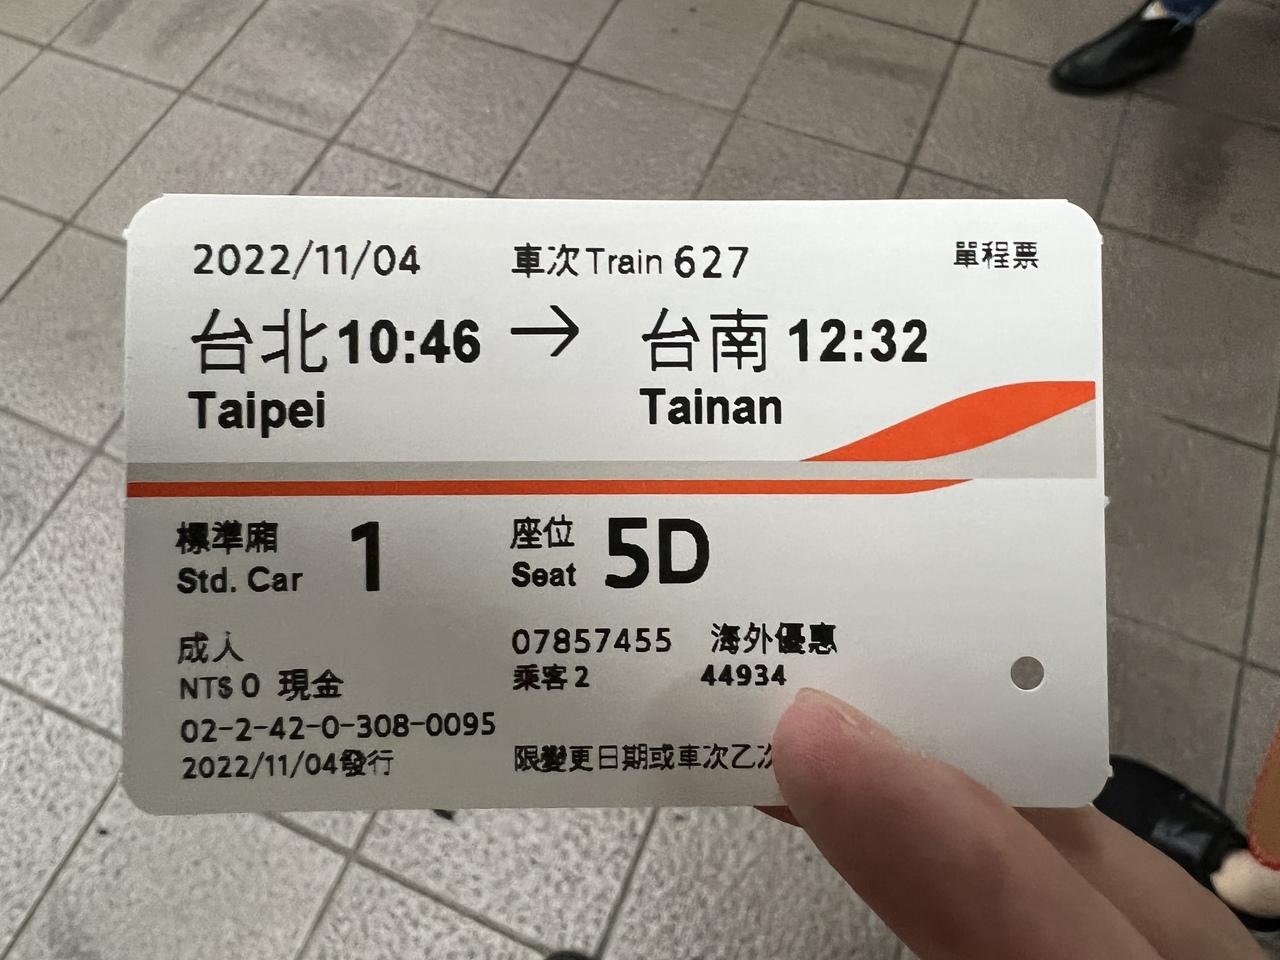 2022/11/04 車次Train 627 單程票
台北10:46 → 台南 12:32
Taipei Tainan
標準廂 1 座位 5D
Std. Car Seat
成人 07857455 海外優惠
NT$ 0 現金 乘客2 44934
02-2-42-0-308-0095
2022/11/04發行 限變更日期或車次乙次